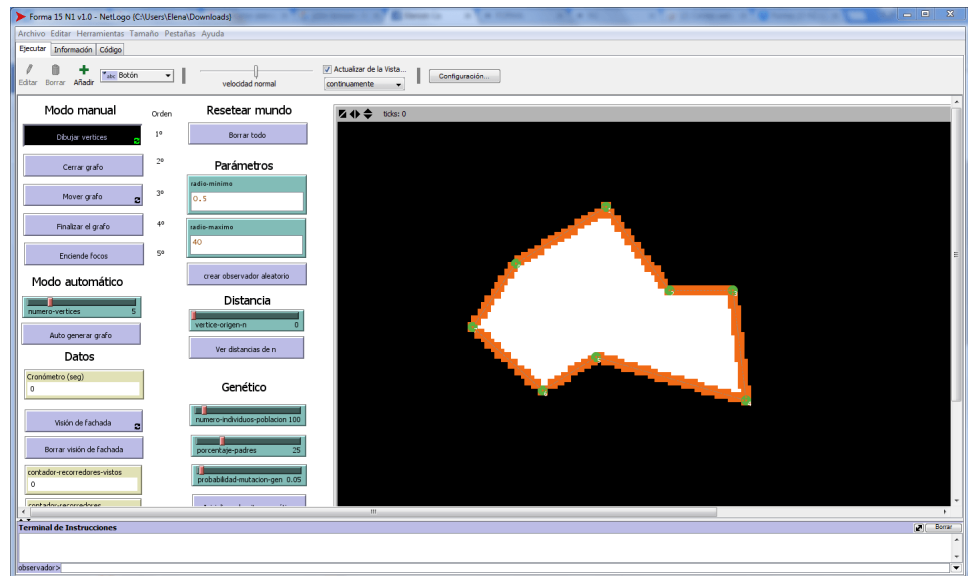 Forma 15 N1 v1.0 - NetLogo {C:\Users\Elena\Downloads}
Archivo Editar Herramientas Tamaño Pestañas Ayuda
Ejecutar Información Código
Editar Borrar Añadir
abc Botón
velocidad normal
Actualizar de la Vista...
continuamente
Configuración...
Modo manual
Orden
Dibujar vertices
1º
Cerrar grafo
2º
Mover grafo
3º
Finalizar el grafo
4º
Enciende focos
5º
Modo automático
numero-vertices 5
Auto generar grafo
Datos
Cronómetro (seg)
0
Visión de fachada
Borrar visión de fachada
contador-recorredores-vistos
0
contador-recorredores
Resetear mundo
Borrar todo
Parámetros
radio-minimo
0.5
radio-maximo
40
crear observador aleatorio
Distancia
vertice-origen-n 0
Ver distancias de n
Genético
numero-individuos-poblacion 100
porcentaje-padres 25
probabilidad-mutacion-gen 0.05
ticks: 0
Terminal de Instrucciones
Borrar
observador>